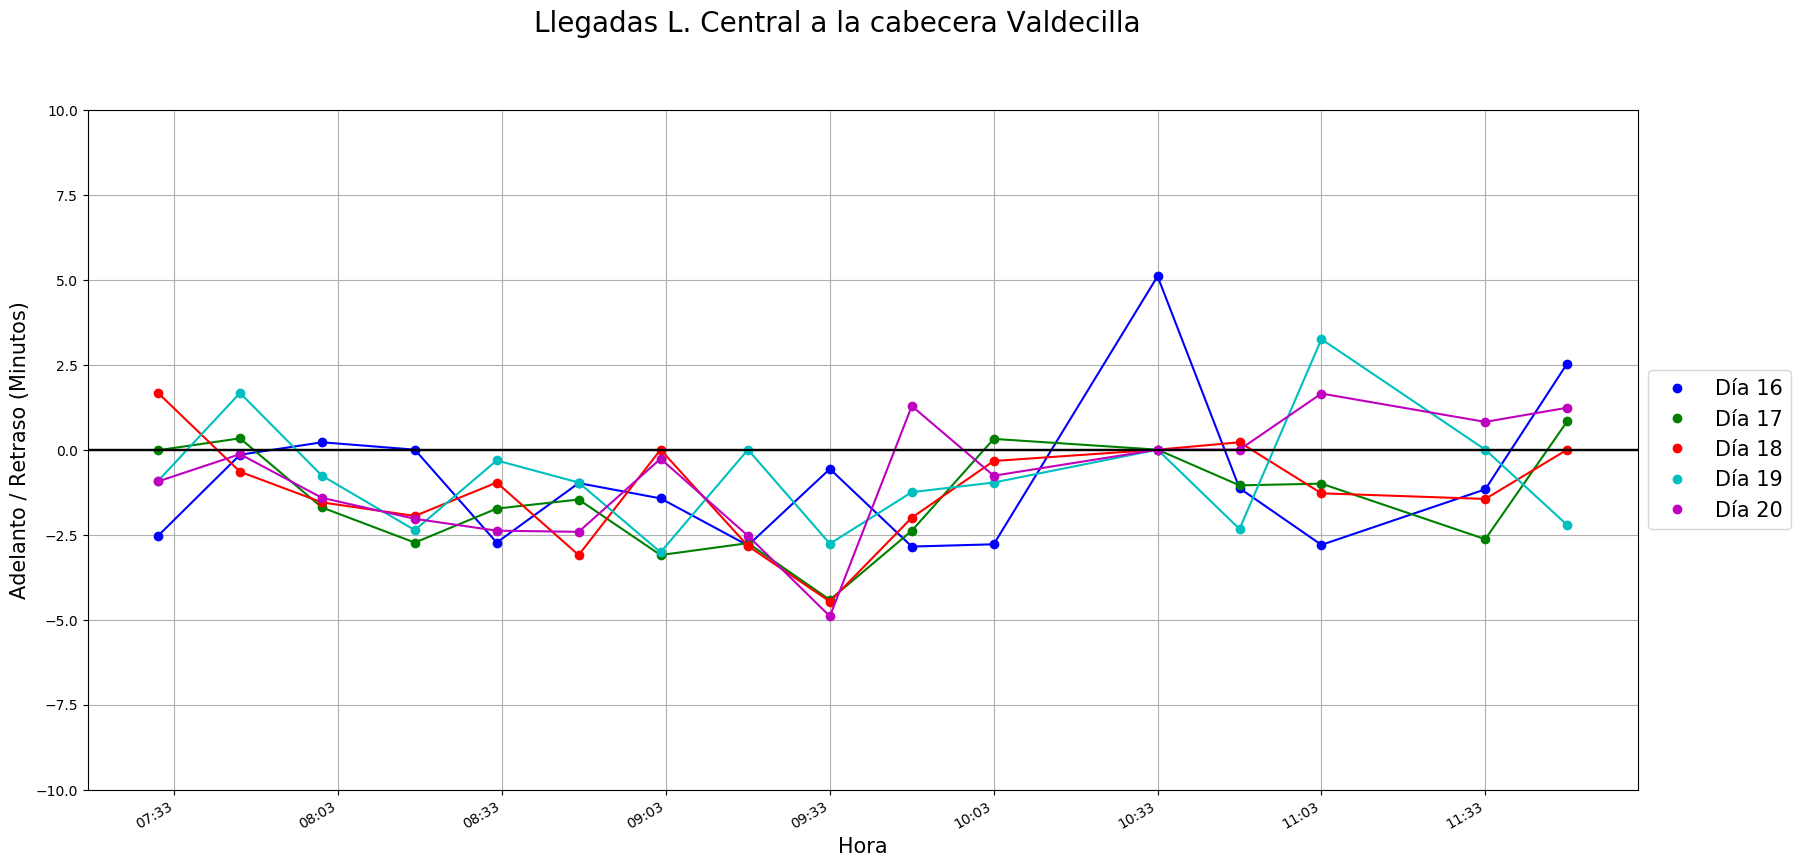 Llegadas L. Central a la cabecera Valdecilla
Adelanto / Retraso (Minutos)
10.0
7.5
5.0
2.5
0.0
−2.5
−5.0
−7.5
−10.0
07:33
08:03
08:33
09:03
09:33
10:03
10:33
11:03
11:33
Hora
Día 16
Día 17
Día 18
Día 19
Día 20